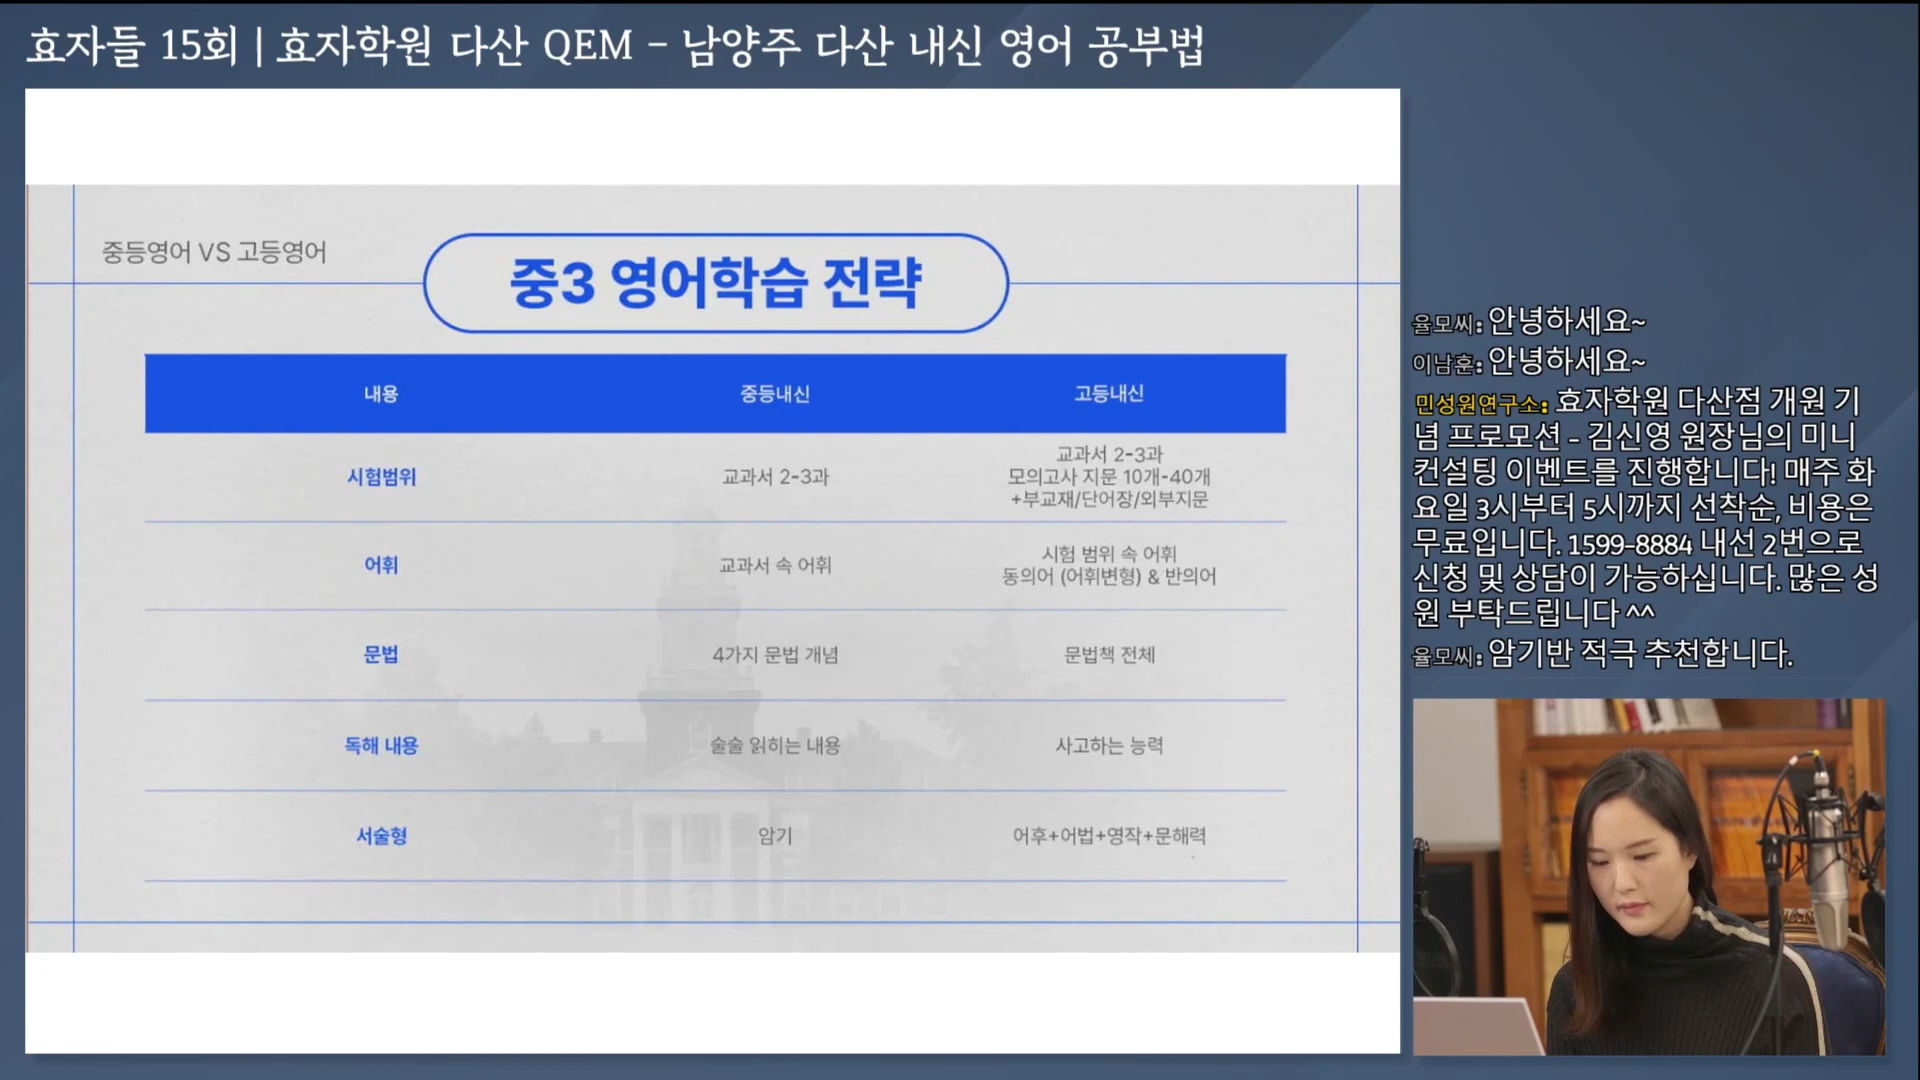 효자들 15회 | 효자학원 다산 QEM - 남양주 다산 내신 영어 공부법
중등영어 VS 고등영어
중3 영어학습 전략
내용 중등내신 고등내신
시험범위 교과서 2-3과 교과서 2-3과
모의고사 지문 10개-40개
+부교재/단어장/외부지문
어휘 교과서 속 어휘 시험 범위 속 어휘
동의어 (어휘변형) & 반의어
문법 4가지 문법 개념 문법책 전체
독해 내용 술술 읽히는 내용 사고하는 능력
서술형 암기 어후+어법+영작+문해력
율모씨: 안녕하세요~
이남훈: 안녕하세요~
민성원연구소: 효자학원 다산점 개원 기
념 프로모션 - 김신영 원장님의 미니
컨설팅 이벤트를 진행합니다! 매주 화
요일 3시부터 5시까지 선착순, 비용은
무료입니다. 1599-8884 내선 2번으로
신청 및 상담이 가능하십니다. 많은 성
원 부탁드립니다 ^^
율모씨: 암기반 적극 추천합니다.